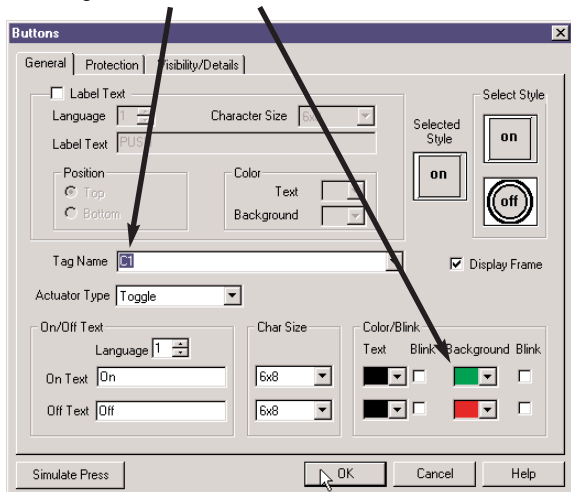 Buttons
General Protection Visibility/Details
Label Text
Language 1 Character Size 6x8
Label Text PUSH
Position
Top
Bottom
Color
Text
Background
Selected Style
on
Select Style
on
off
Tag Name C1
Display Frame
Actuator Type Toggle
On/Off Text
Language 1
On Text On
Off Text Off
Char Size
6x8
6x8
Color/Blink
Text Blink Background Blink
Simulate Press OK Cancel Help